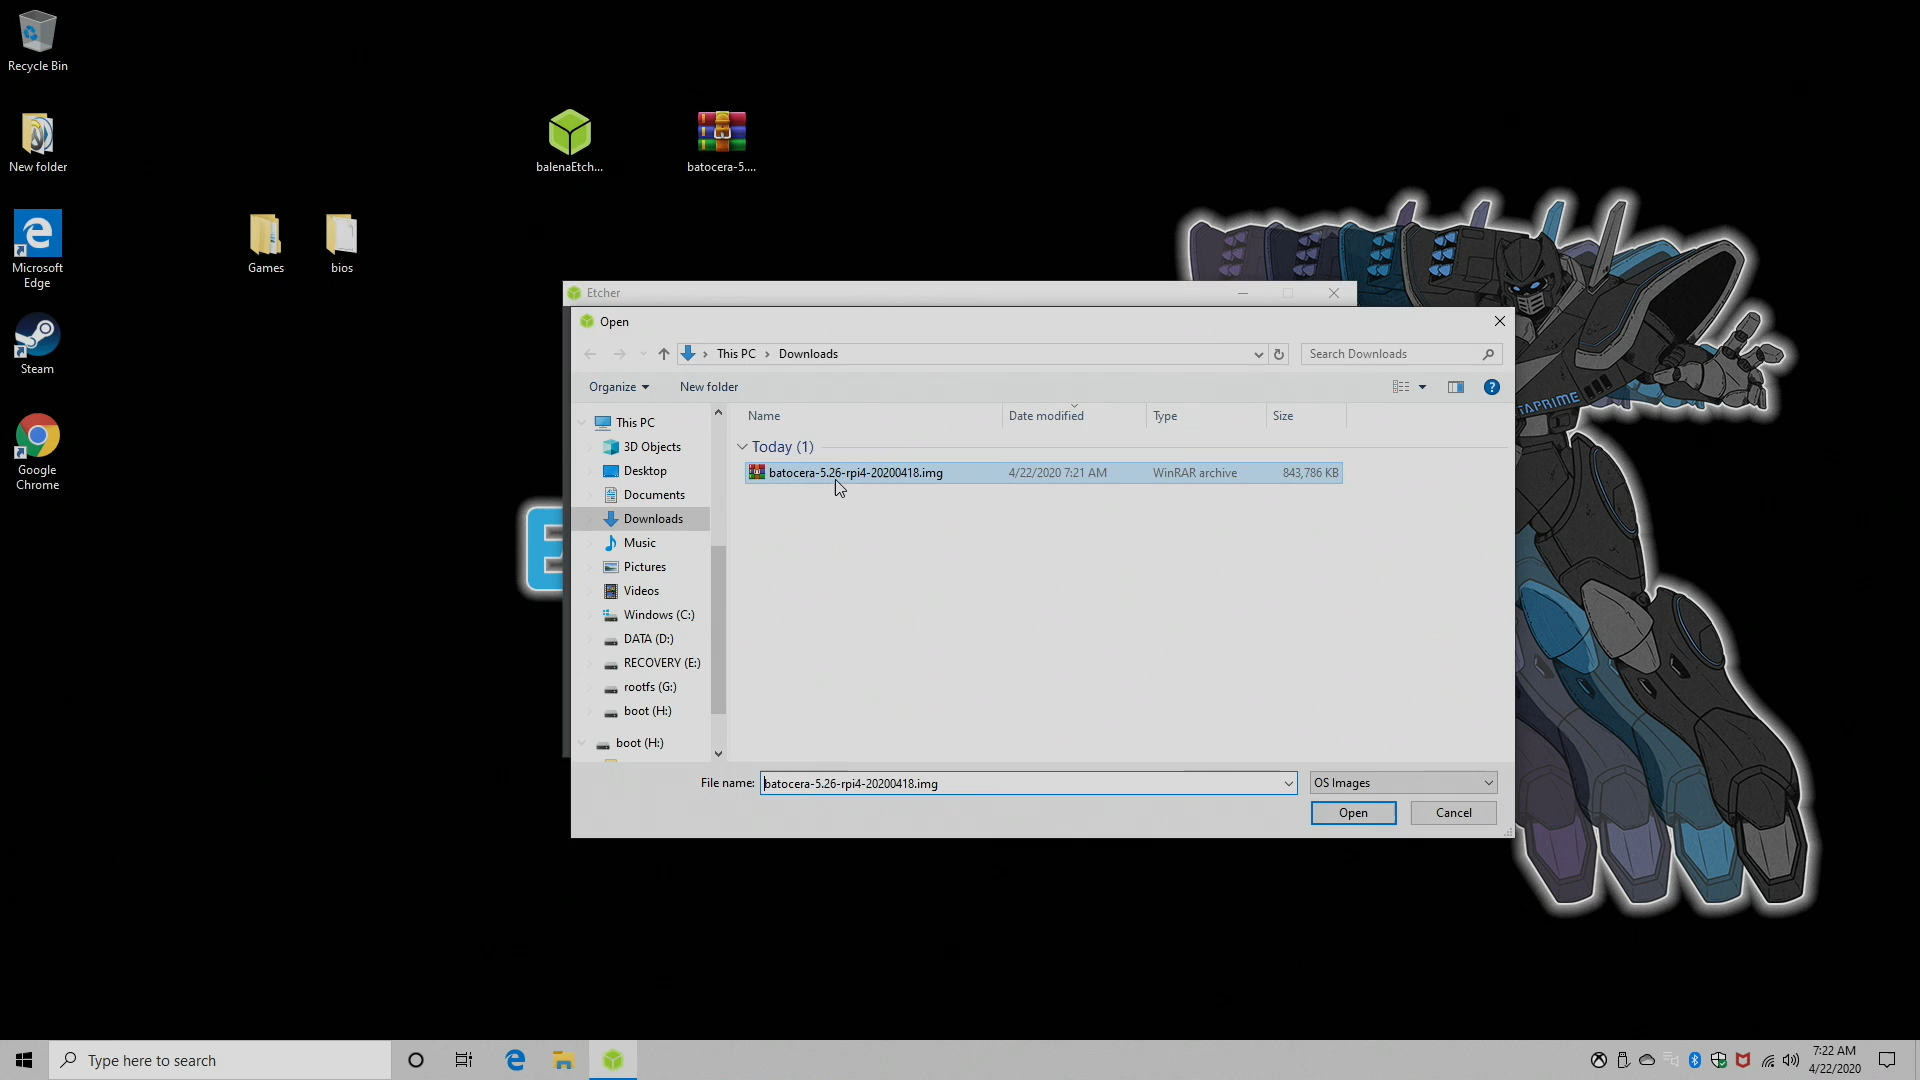 Recycle Bin
New folder
Microsoft
Edge
Steam
Google
Chrome
Games
bios
balenaEtch...
batocera-5....
Etcher
Open
This PC
Downloads
Search Downloads
Organize
New folder
This PC
3D Objects
Desktop
Documents
Downloads
Music
Pictures
Videos
Windows (C:)
DATA (D:)
RECOVERY (E:)
rootfs (G:)
boot (H:)
boot (H:)
Name
Date modified
Type
Size
Today (1)
batocera-5.26-rpi4-20200418.img
4/22/2020 7:21 AM
WinRAR archive
843,786 KB
File name:
batocera-5.26-rpi4-20200418.img
OS Images
Open
Cancel
TAPRIME
E
Type here to search
7:22 AM
4/22/2020